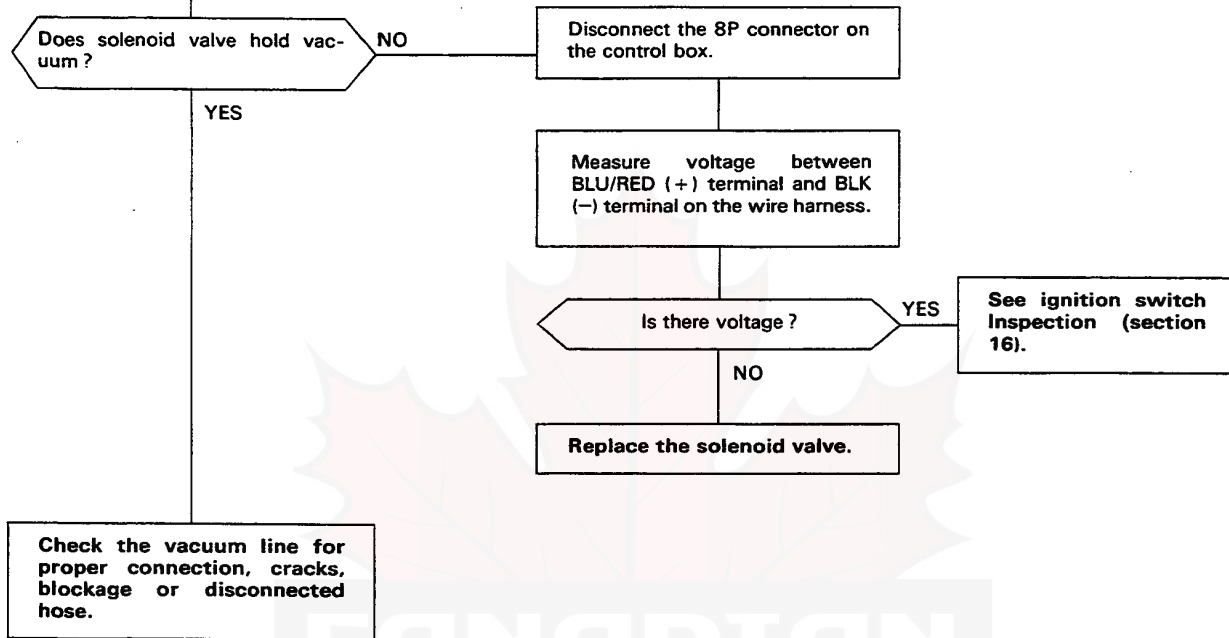 Does solenoid valve hold vac-
uum ?
NO
Disconnect the 8P connector on
the control box.
YES
Measure voltage between
BLU/RED (+) terminal and BLK
(−) terminal on the wire harness.
Is there voltage ?
YES
See ignition switch
Inspection (section
16).
NO
Replace the solenoid valve.
Check the vacuum line for
proper connection, cracks,
blockage or disconnected
hose.
CANADIAN